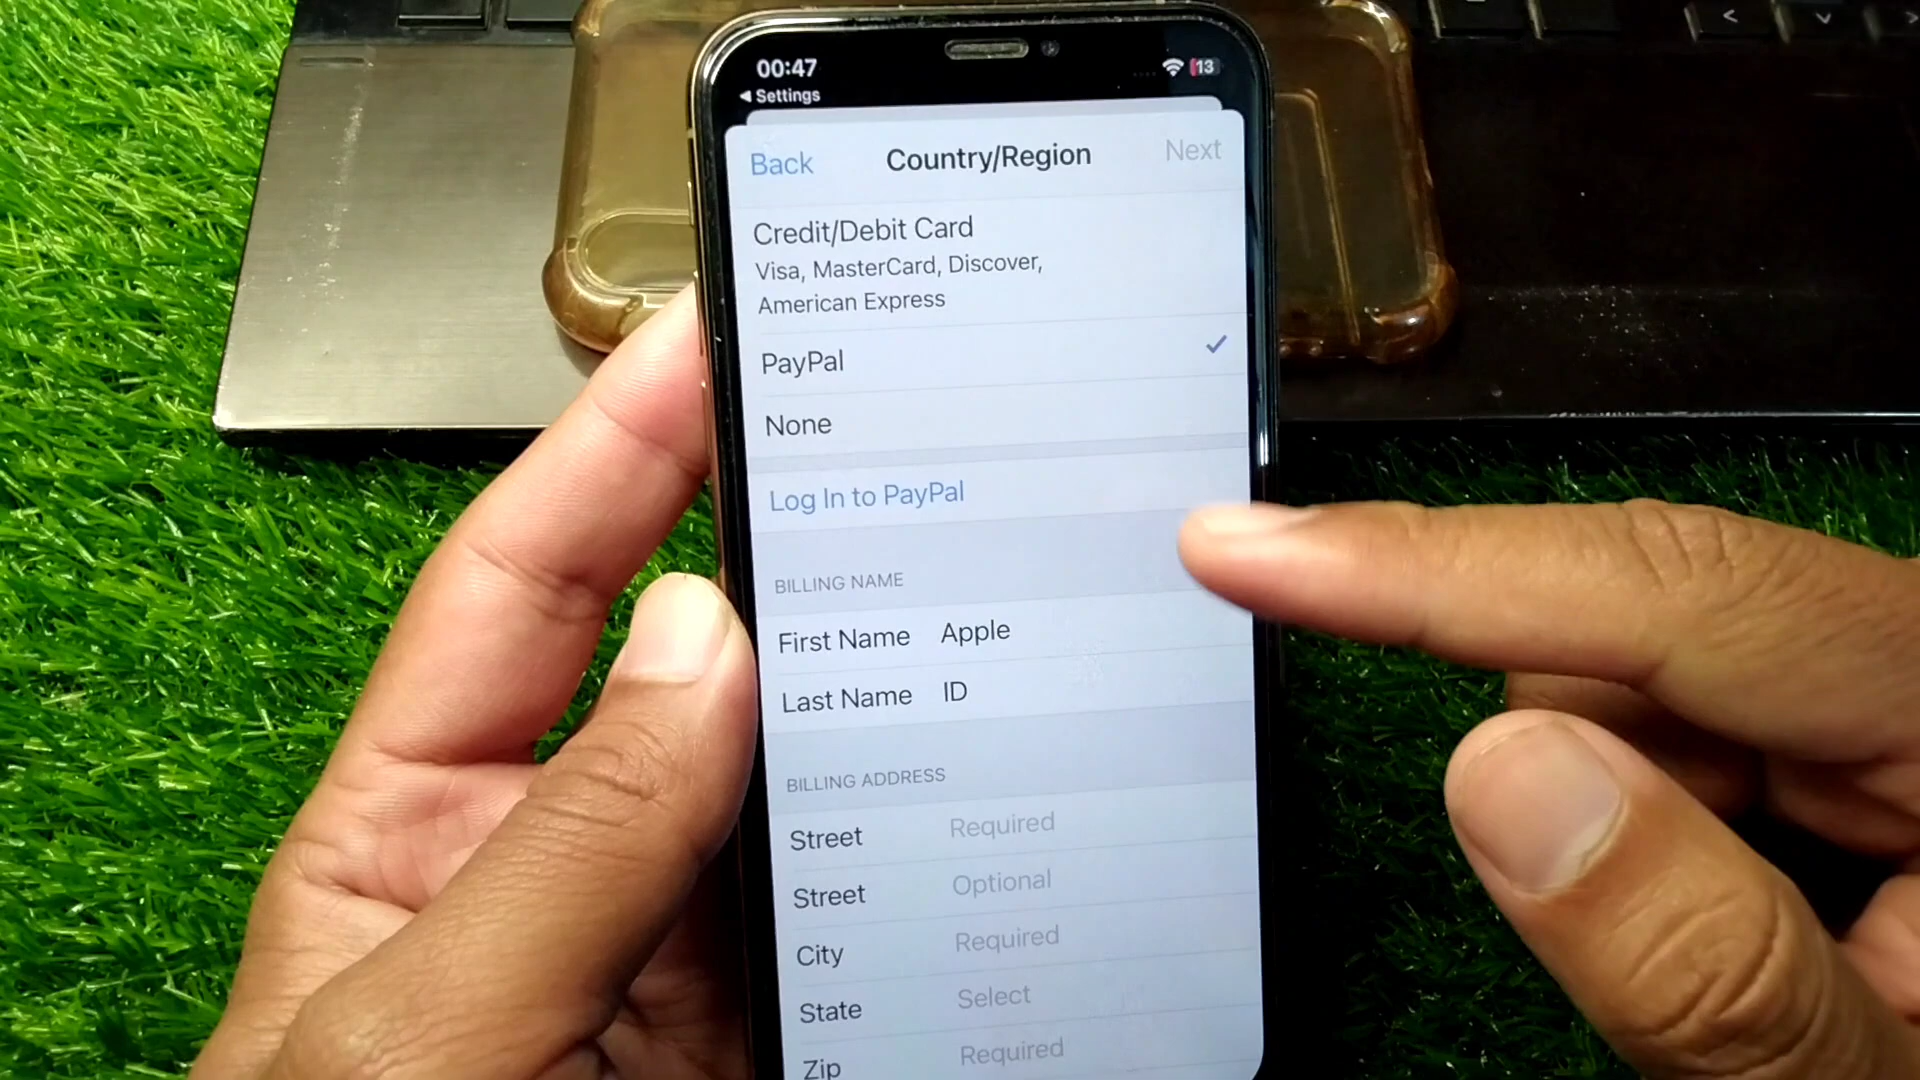 00:47
13
◀ Settings
Back
Country/Region
Next
Credit/Debit Card
Visa, MasterCard, Discover,
American Express
PayPal
None
Log In to PayPal
BILLING NAME
First Name Apple
Last Name ID
BILLING ADDRESS
Street Required
Street Optional
City Required
State Select
Zip Required